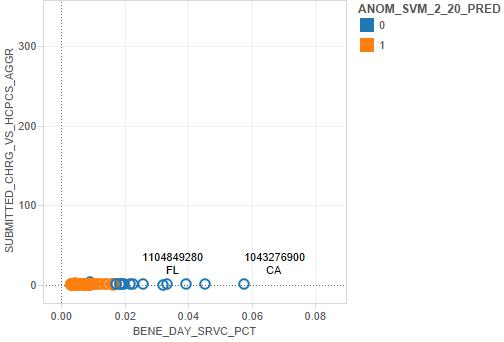 ANOM_SVM_2_20_PRED
0
1
SUBMITTED_CHRG_VS_HCPCS_AGGR
300
200
100
0
1104849280
FL
1043276900
CA
0.00
0.02
0.04
0.06
0.08
BENE_DAY_SRVC_PCT